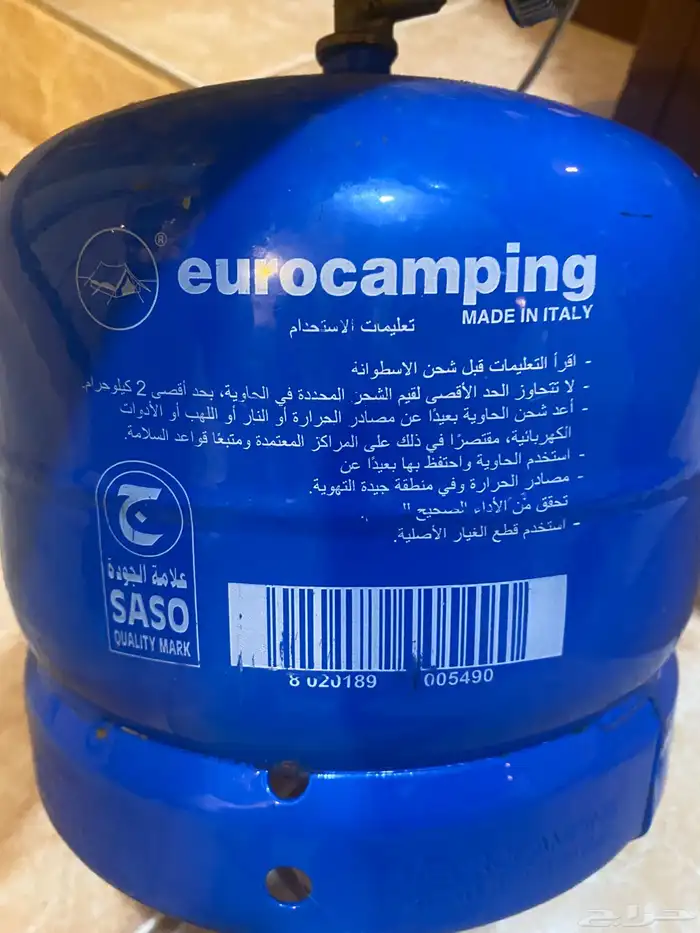 eurocamping ®
MADE IN ITALY
تعليمات الاستخدام
- اقرأ التعليمات قبل شحن الاسطوانة
- لا تتجاوز الحد الأقصى لقيم الشحن المحددة في الحاوية، بحد أقصى 2 كيلوجرام.
- أعد شحن الحاوية بعيدًا عن مصادر الحرارة أو النار أو اللهب أو الأدوات
الكهربائية، مقتصرًا في ذلك على المراكز المعتمدة ومتبعًا قواعد السلامة.
- استخدم الحاوية واحتفظ بها بعيدًا عن
- مصادر الحرارة وفي منطقة جيدة التهوية.
تحقق من الأداء الصحيح
- استخدم قطع الغيار الأصلية.
ج
علامة الجودة
SASO
QUALITY MARK
8 020189 005490
حراج